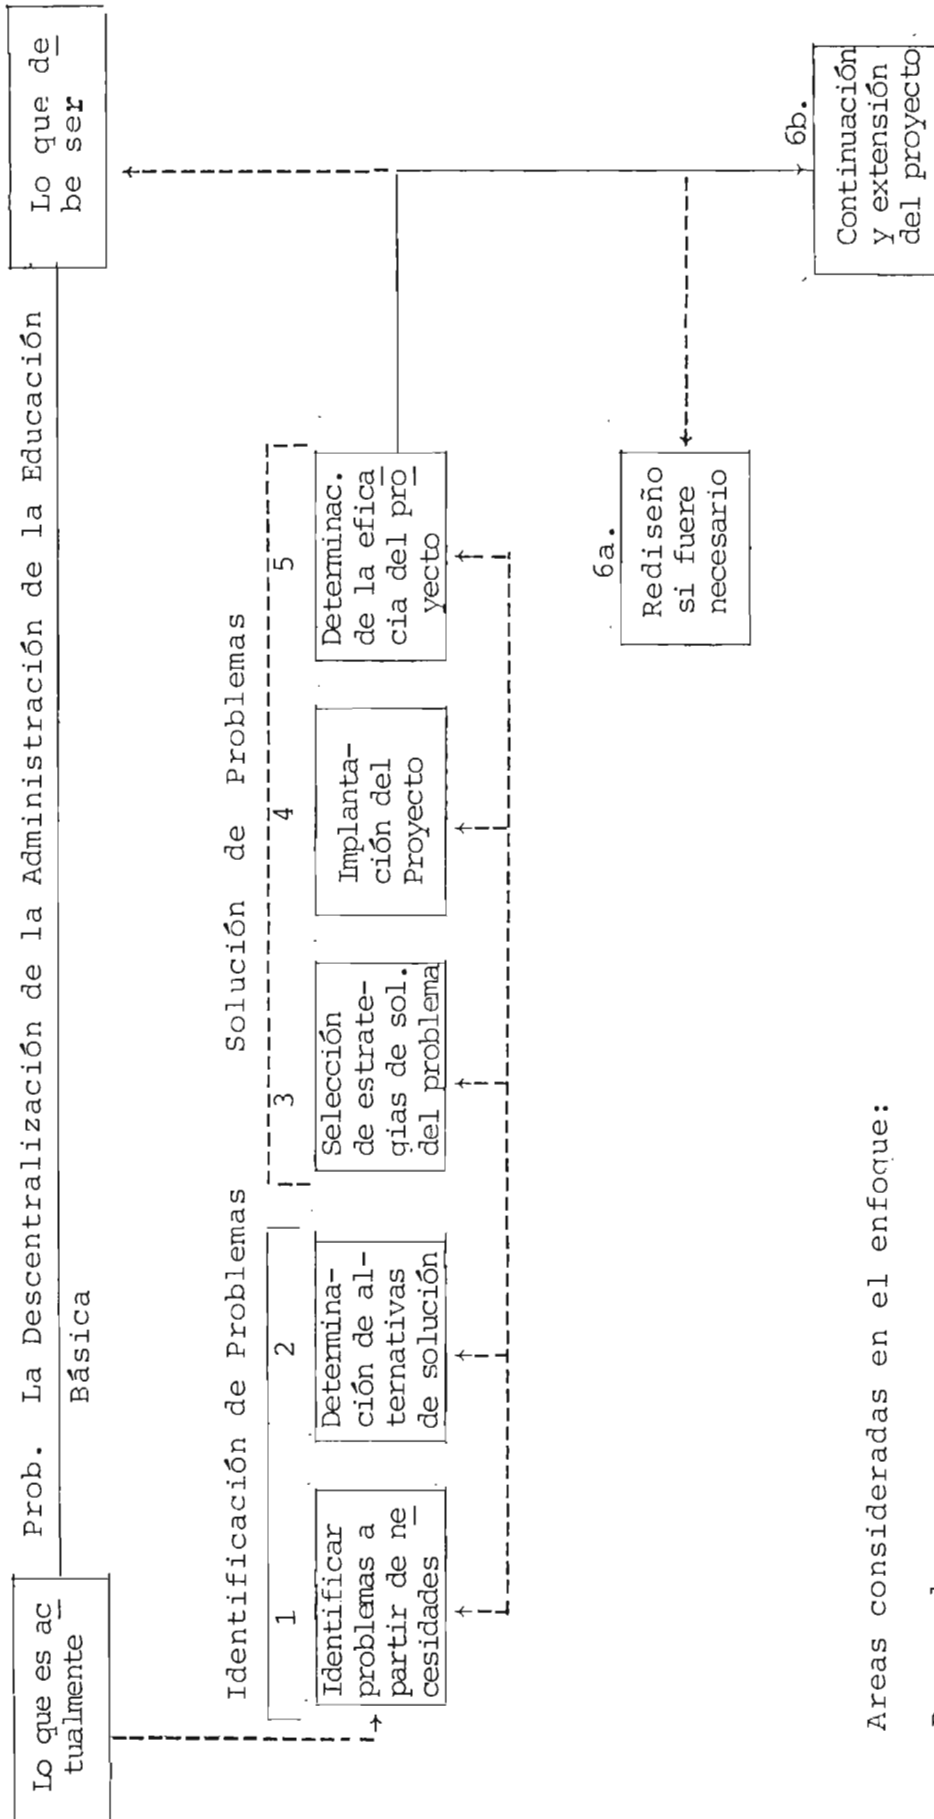 Lo que es ac
tualmente
Prob. La Descentralización de la Administración de la Educación
Básica
Lo que de
be ser
Identificación de Problemas
Solución de Problemas
1
2
3
4
5
Identificar
problemas a
partir de ne
cesidades
Determina-
ción de al-
ternativas
de solución
Selección
de estrate-
gias de sol.
del problema
Implanta-
ción del
Proyecto
Determinac.
de la efica
cia del pro
yecto
6a.
Rediseño
si fuere
necesario
6b.
Continuación
y extensión
del proyecto
Areas consideradas en el enfoque: